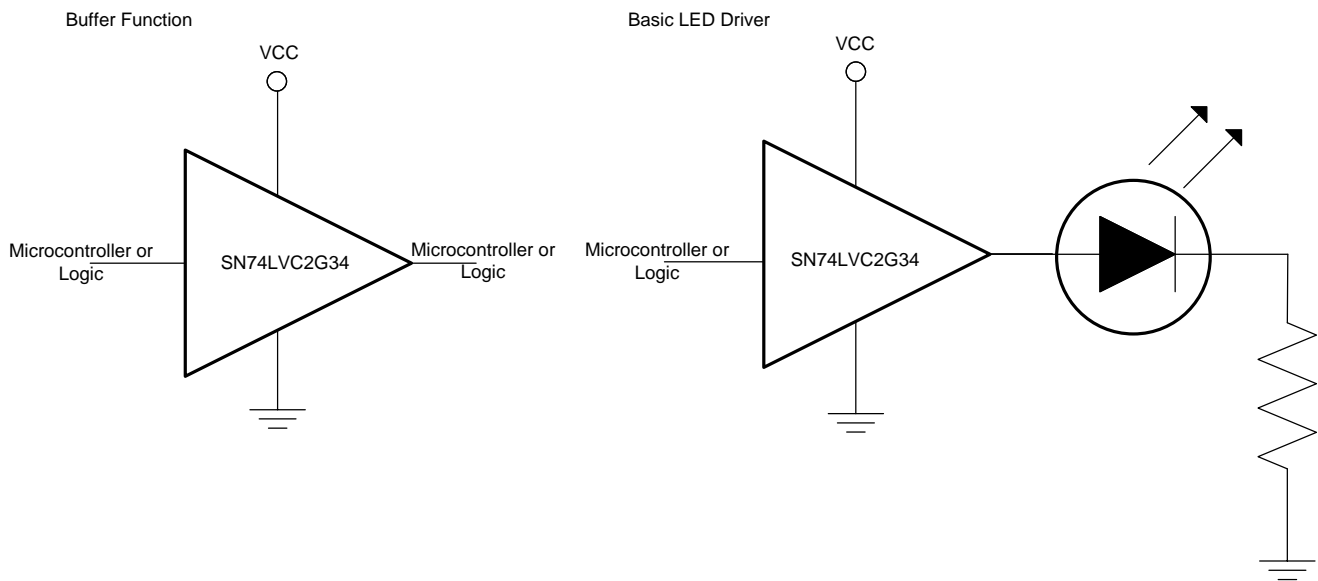 Buffer Function
VCC
Microcontroller or
Logic
SN74LVC2G34
Microcontroller or
Logic
Basic LED Driver
VCC
Microcontroller or
Logic
SN74LVC2G34